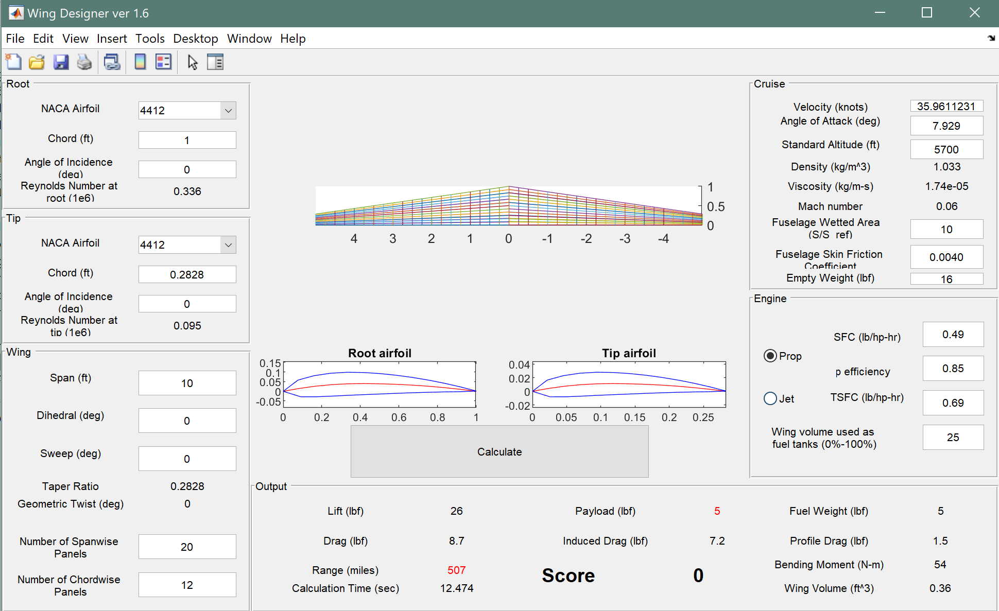 Wing Designer ver 1.6
File Edit View Insert Tools Desktop Window Help
Root
NACA Airfoil 4412
Chord (ft) 1
Angle of Incidence
(deg) 0
Reynolds Number at
root (1e6) 0.336
Tip
NACA Airfoil 4412
Chord (ft) 0.2828
Angle of Incidence
(deg) 0
Reynolds Number at
tip (1e6) 0.095
Wing
Span (ft) 10
Dihedral (deg) 0
Sweep (deg) 0
Taper Ratio 0.2828
Geometric Twist (deg) 0
Number of Spanwise
Panels 20
Number of Chordwise
Panels 12
1
0.5
0
4 3 2 1 0 -1 -2 -3 -4
Root airfoil
0.15
0.1
0.05
0
-0.05
0 0.2 0.4 0.6 0.8 1
Tip airfoil
0.04
0.02
0
-0.02
0 0.05 0.1 0.15 0.2 0.25
Calculate
Cruise
Velocity (knots) 35.9611231
Angle of Attack (deg) 7.929
Standard Altitude (ft) 5700
Density (kg/m^3) 1.033
Viscosity (kg/m-s) 1.74e-05
Mach number 0.06
Fuselage Wetted Area
(S/S_ref) 10
Fuselage Skin Friction
Coefficient 0.0040
Empty Weight (lbf) 16
Engine
Prop
Jet
SFC (lb/hp-hr) 0.49
p efficiency 0.85
TSFC (lb/hp-hr) 0.69
Wing volume used as
fuel tanks (0%-100%) 25
Output
Lift (lbf) 26 Payload (lbf) 5 Fuel Weight (lbf) 5
Drag (lbf) 8.7 Induced Drag (lbf) 7.2 Profile Drag (lbf) 1.5
Range (miles) 507 Score 0 Bending Moment (N-m) 54
Calculation Time (sec) 12.474 Wing Volume (ft^3) 0.36